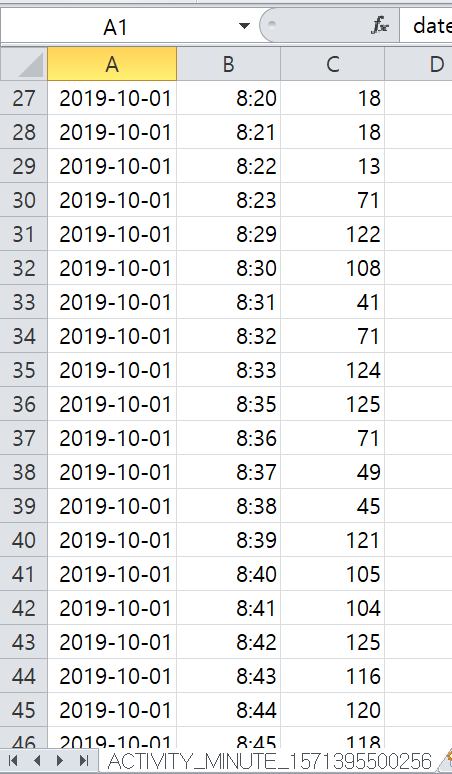 A1 fx date
A B C D
27 2019-10-01 8:20 18
28 2019-10-01 8:21 18
29 2019-10-01 8:22 13
30 2019-10-01 8:23 71
31 2019-10-01 8:29 122
32 2019-10-01 8:30 108
33 2019-10-01 8:31 41
34 2019-10-01 8:32 71
35 2019-10-01 8:33 124
36 2019-10-01 8:35 125
37 2019-10-01 8:36 71
38 2019-10-01 8:37 49
39 2019-10-01 8:38 45
40 2019-10-01 8:39 121
41 2019-10-01 8:40 105
42 2019-10-01 8:41 104
43 2019-10-01 8:42 125
44 2019-10-01 8:43 116
45 2019-10-01 8:44 120
46 2019-10-01 8:45 118
ACTIVITY_MINUTE_1571395500256